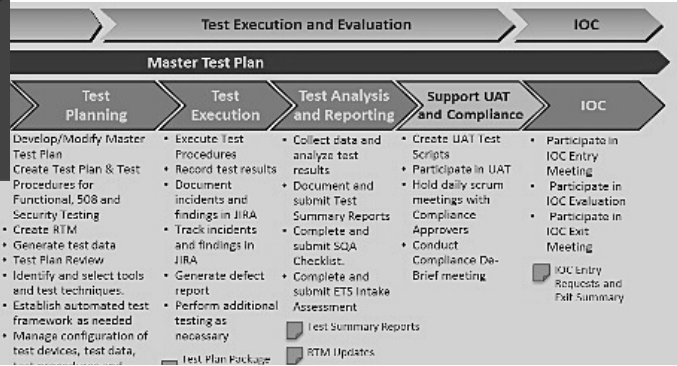 Test Execution and Evaluation
IOC
Master Test Plan
Test
Planning
Develop/Modify Master
Test Plan
Create Test Plan & Test
Procedures for
Functional, 508 and
Security Testing
• Create RTM
• Generate test data
• Test Plan Review
• Identify and select tools
and test techniques.
• Establish automated test
framework as needed
• Manage configuration of
test devices, test data,
test procedures and
Test
Execution
• Execute Test
Procedures
• Record test results
• Document
incidents and
findings in JIRA
• Track incidents
and findings in
JIRA
• Generate defect
report
• Perform additional
testing as
necessary
Test Plan Package
Test Analysis
and Reporting
• Collect data and
analyze test
results
• Document and
submit Test
Summary Reports
• Complete and
submit SQA
Checklist.
• Complete and
submit ETS Intake
Assessment
Test Summary Reports
RTM Updates
Support UAT
and Compliance
• Create UAT Test
Scripts
• Participate in UAT
• Hold daily scrum
meetings with
Compliance
Approvers
• Conduct
Compliance De-
Brief meeting
IOC
• Participate in
IOC Entry
Meeting
• Participate in
IOC Evaluation
• Participate in
IOC Exit
Meeting
IOC Entry
Requests and
Exit Summary